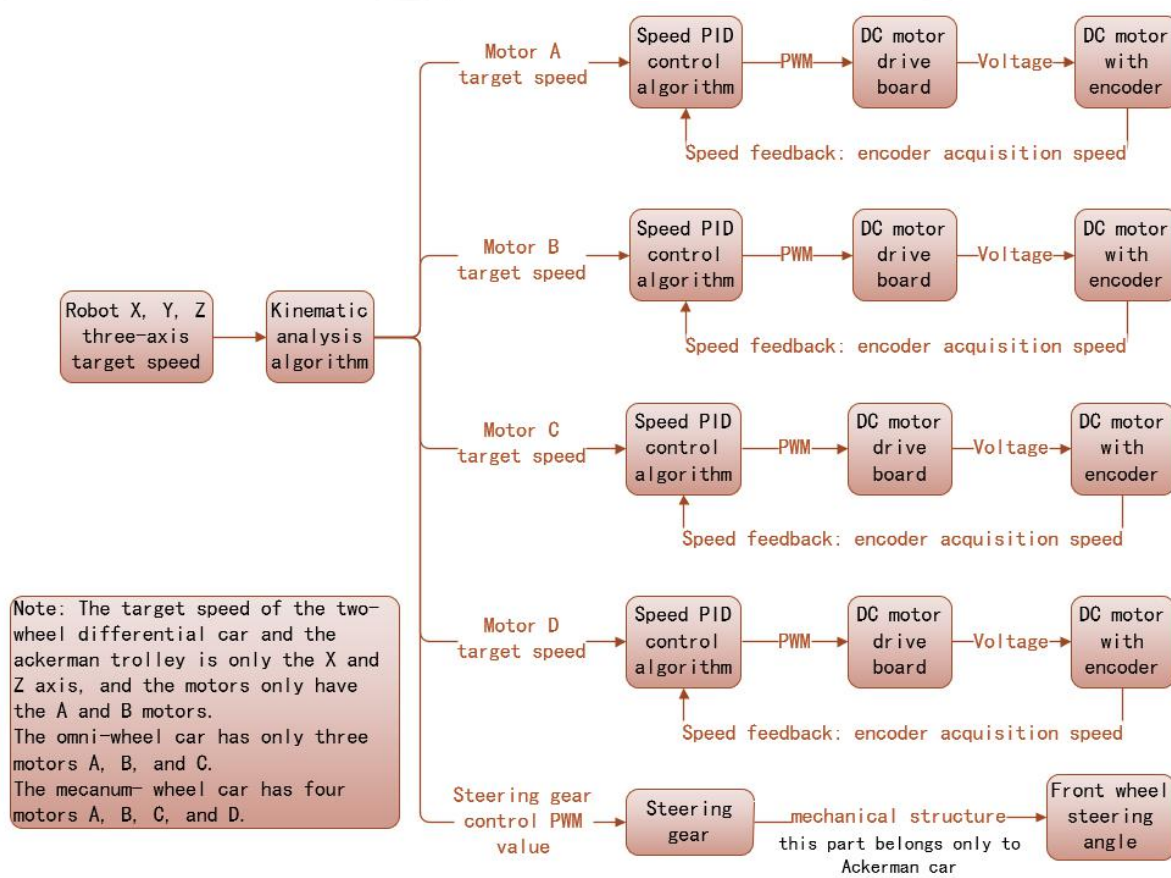 Motor A
target speed
Speed PID
control
algorithm
PWM
DC motor
drive
board
Voltage
DC motor
with
encoder
Speed feedback: encoder acquisition speed
Motor B
target speed
Speed PID
control
algorithm
PWM
DC motor
drive
board
Voltage
DC motor
with
encoder
Speed feedback: encoder acquisition speed
Robot X, Y, Z
three-axis
target speed
Kinematic
analysis
algorithm
Motor C
target speed
Speed PID
control
algorithm
PWM
DC motor
drive
board
Voltage
DC motor
with
encoder
Speed feedback: encoder acquisition speed
Motor D
target speed
Speed PID
control
algorithm
PWM
DC motor
drive
board
Voltage
DC motor
with
encoder
Speed feedback: encoder acquisition speed
Note: The target speed of the two-
wheel differential car and the
ackerman trolley is only the X and
Z axis, and the motors only have
the A and B motors.
The omni-wheel car has only three
motors A, B, and C.
The mecanum- wheel car has four
motors A, B, C, and D.
Steering gear
control PWM
value
Steering
gear
mechanical structure
this part belongs only to
Ackerman car
Front wheel
steering
angle